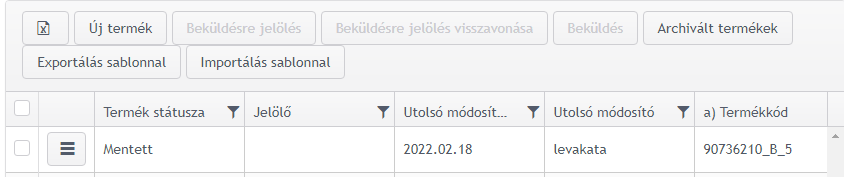 Új termék Beküldésre jelölés Beküldésre jelölés visszavonása Beküldés Archivált termékek
Exportálás sablonnal Importálás sablonnal
Termék státusza Jelölő Utolsó módosít... Utolsó módosító a) Termékkód
Mentett 2022.02.18 levakata 90736210_B_5